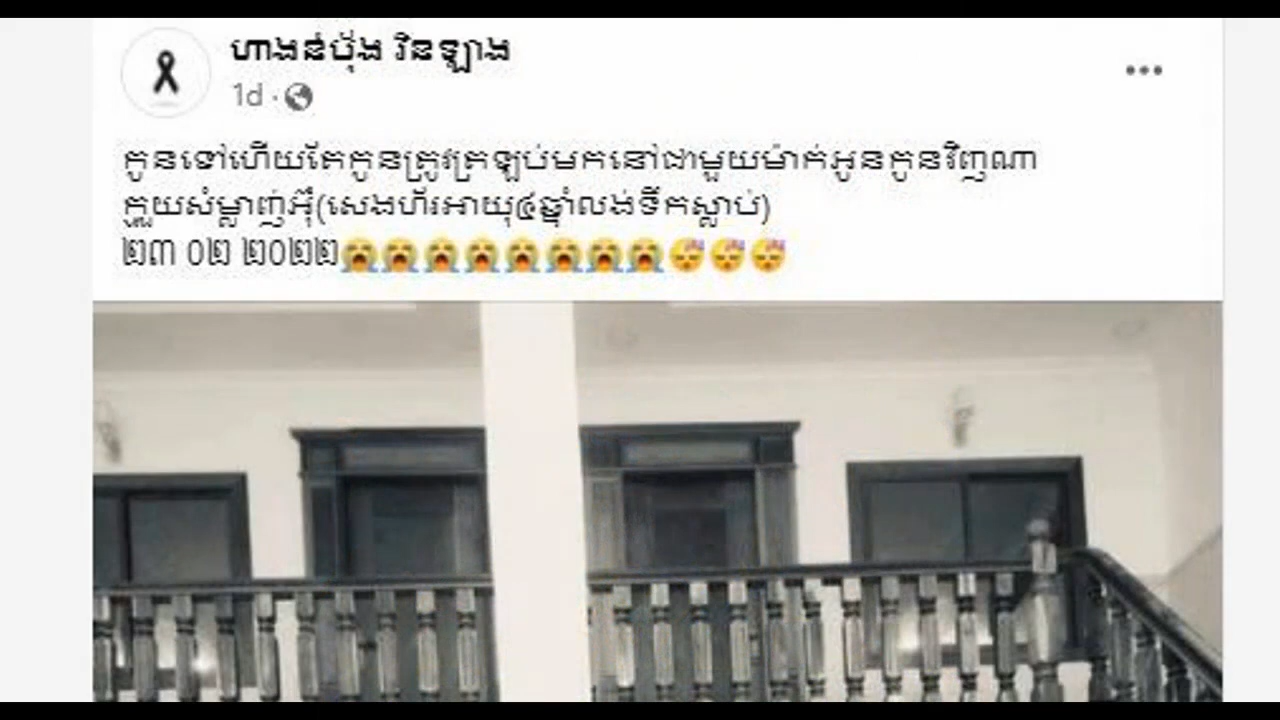 ហាងនំប៉័ង វិនឡាង
1d
កូនទៅហើយតែកូនត្រូវត្រឡប់មកនៅជាមួយម៉ាក់អូនកូនវិញណា
ក្មួយសំម្លាញ់អ៊ុំ(សេងហ័រអាយុ៤ឆ្នាំលង់ទឹកស្លាប់)
២៣ ០២ ២០២២😭😭😭😭😭😭😭😭😴😴😴